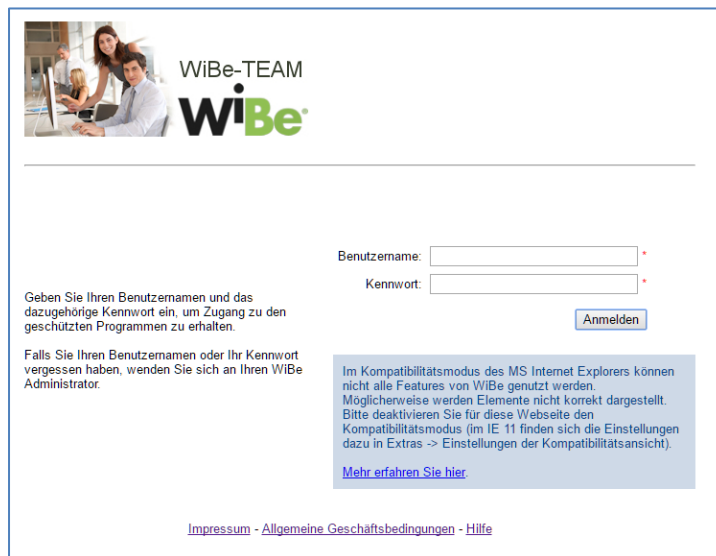 WiBe-TEAM
WiBe®
Benutzername: *
Kennwort: *
Anmelden
Geben Sie Ihren Benutzernamen und das
dazugehörige Kennwort ein, um Zugang zu den
geschützten Programmen zu erhalten.
Falls Sie Ihren Benutzernamen oder Ihr Kennwort
vergessen haben, wenden Sie sich an Ihren WiBe
Administrator.
Im Kompatibilitätsmodus des MS Internet Explorers können
nicht alle Features von WiBe genutzt werden.
Möglicherweise werden Elemente nicht korrekt dargestellt.
Bitte deaktivieren Sie für diese Webseite den
Kompatibilitätsmodus (im IE 11 finden sich die Einstellungen
dazu in Extras -> Einstellungen der Kompatibilitätsansicht).
Mehr erfahren Sie hier.
Impressum - Allgemeine Geschäftsbedingungen - Hilfe